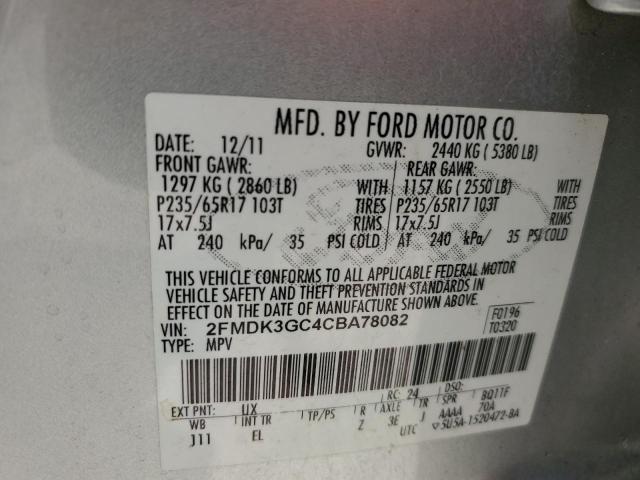 MFD. BY FORD MOTOR CO.
DATE: 12/11 GVWR: 2440 KG ( 5380 LB)
FRONT GAWR: REAR GAWR:
1297 KG ( 2860 LB) WITH 1157 KG ( 2550 LB) WITH
P235/65R17 103T TIRES P235/65R17 103T TIRES
17x7.5J RIMS 17x7.5J RIMS
AT 240 kPa/ 35 PSI COLD AT 240 kPa/ 35 PSI COLD
THIS VEHICLE CONFORMS TO ALL APPLICABLE FEDERAL MOTOR
VEHICLE SAFETY AND THEFT PREVENTION STANDARDS IN
EFFECT ON THE DATE OF MANUFACTURE SHOWN ABOVE.
VIN: 2FMDK3GC4CBA78082 F0196
TYPE: MPV T0320
EXT PNT: UX RC: 24 DSO: BQ11F
WB INT TR TP/PS R AXLE TR SPR AAAA 70A
J11 EL Z 3E J UTC 5U5A-1520472-BA